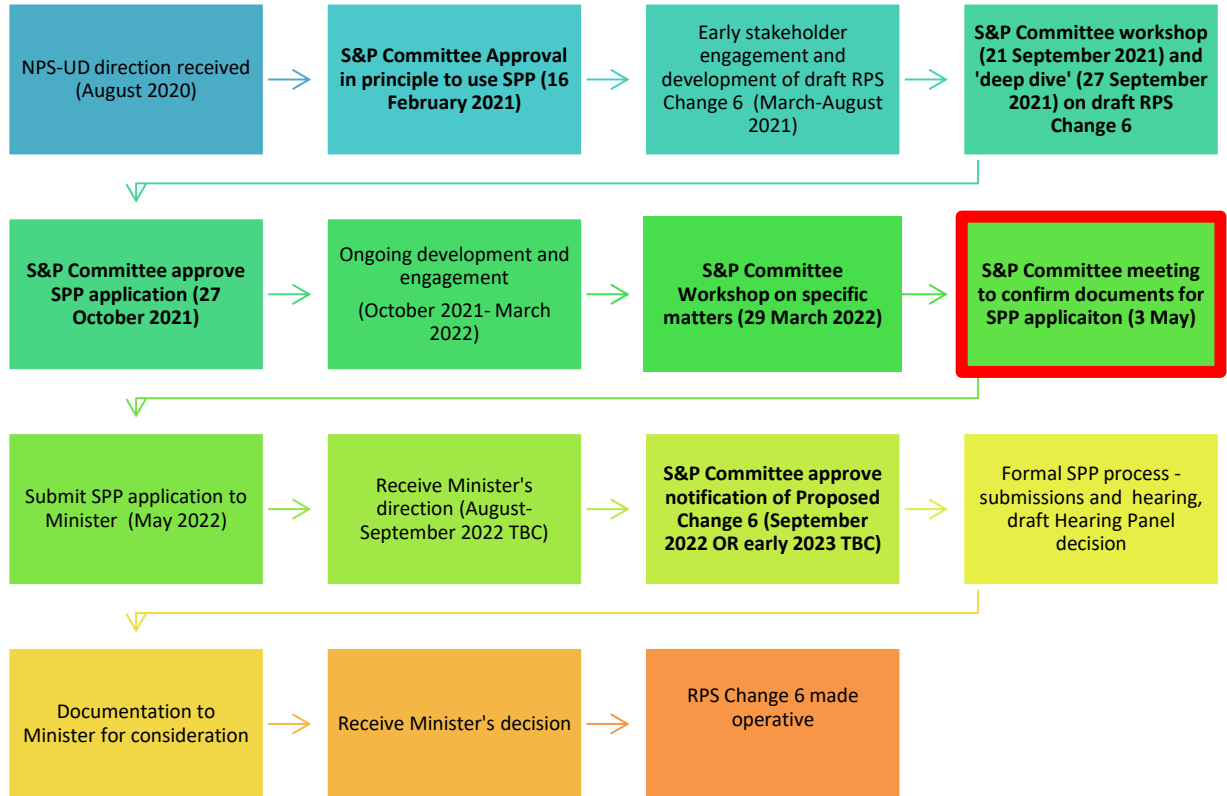 NPS-UD direction received
(August 2020)
S&P Committee Approval
in principle to use SPP (16
February 2021)
Early stakeholder
engagement and
development of draft RPS
Change 6  (March-August
2021)
S&P Committee workshop
(21 September 2021) and
'deep dive' (27 September
2021) on draft RPS
Change 6
S&P Committee approve
SPP application (27
October 2021)
Ongoing development and
engagement
(October 2021- March
2022)
S&P Committee
Workshop on specific
matters (29 March 2022)
S&P Committee meeting
to confirm documents for
SPP applicaiton (3 May)
Submit SPP application to
Minister  (May 2022)
Receive Minister's
direction (August-
September 2022 TBC)
S&P Committee approve
notification of Proposed
Change 6 (September
2022 OR early 2023 TBC)
Formal SPP process -
submissions and  hearing,
draft Hearing Panel
decision
Documentation to
Minister for consideration
Receive Minister's decision
RPS Change 6 made
operative